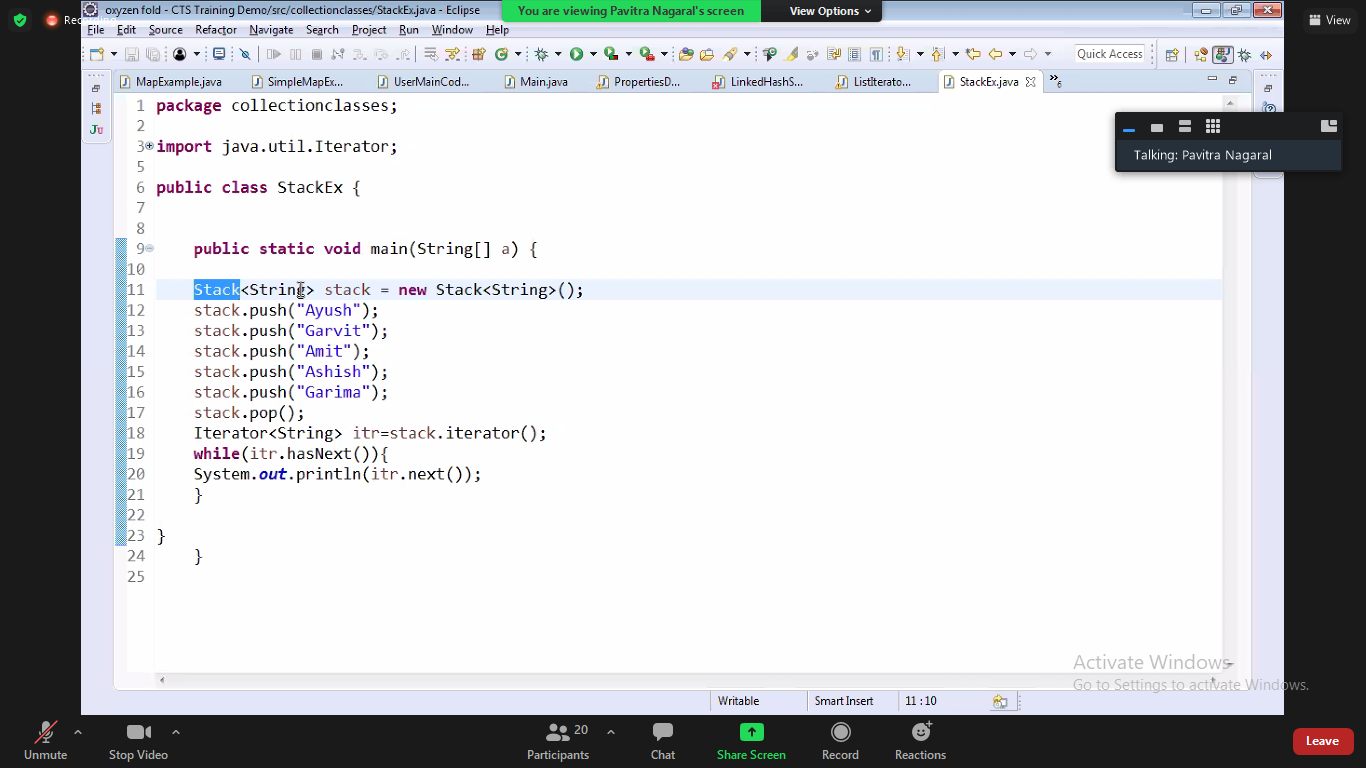 Recording
oxyzen fold - CTS Training Demo/src/collectionclasses/StackEx.java - Eclipse
You are viewing Pavitra Nagaral's screen
View Options
View
File Edit Source Refactor Navigate Search Project Run Window Help
Quick Access
MapExample.java SimpleMapEx... UserMainCod... Main.java PropertiesD... LinkedHashS... ListIterato... StackEx.java »6
Talking: Pavitra Nagaral
1 package collectionclasses;
2
3 import java.util.Iterator;
5
6 public class StackEx {
7
8
9 public static void main(String[] a) {
10
11 Stack<String> stack = new Stack<String>();
12 stack.push("Ayush");
13 stack.push("Garvit");
14 stack.push("Amit");
15 stack.push("Ashish");
16 stack.push("Garima");
17 stack.pop();
18 Iterator<String> itr=stack.iterator();
19 while(itr.hasNext()){
20 System.out.println(itr.next());
21 }
22
23 }
24 }
25
Activate Windows
Go to Settings to activate Windows.
Writable Smart Insert 11 : 10
20
Unmute Stop Video Participants Chat Share Screen Record Reactions Leave